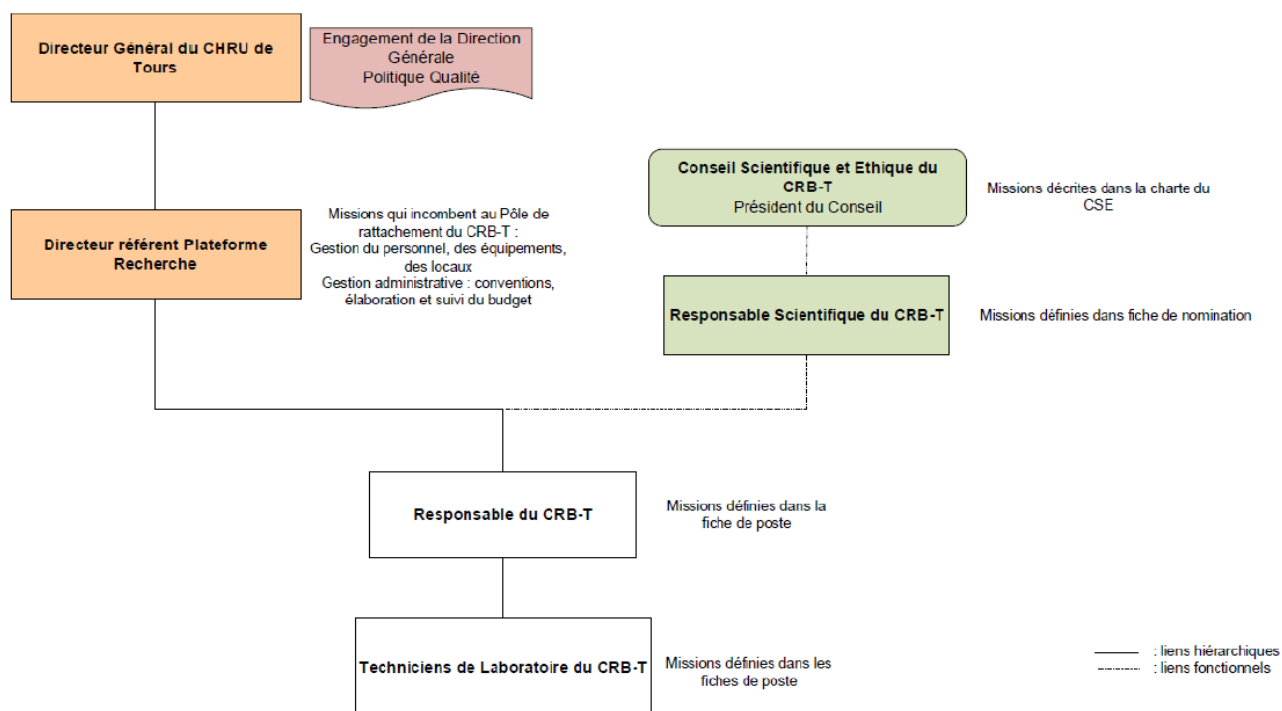 Directeur Général du CHRU de
Tours
Engagement de la Direction
Générale
Politique Qualité
Conseil Scientifique et Ethique du
CRB-T
Président du Conseil
Missions décrites dans la charte du
CSE
Directeur référent Plateforme
Recherche
Missions qui incombent au Pôle de
rattachement du CRB-T :
Gestion du personnel, des équipements,
des locaux
Gestion administrative : conventions,
élaboration et suivi du budget
Responsable Scientifique du CRB-T
Missions définies dans fiche de nomination
Responsable du CRB-T
Missions définies dans la
fiche de poste
Techniciens de Laboratoire du CRB-T
Missions définies dans les
fiches de poste
: liens hiérarchiques
: liens fonctionnels